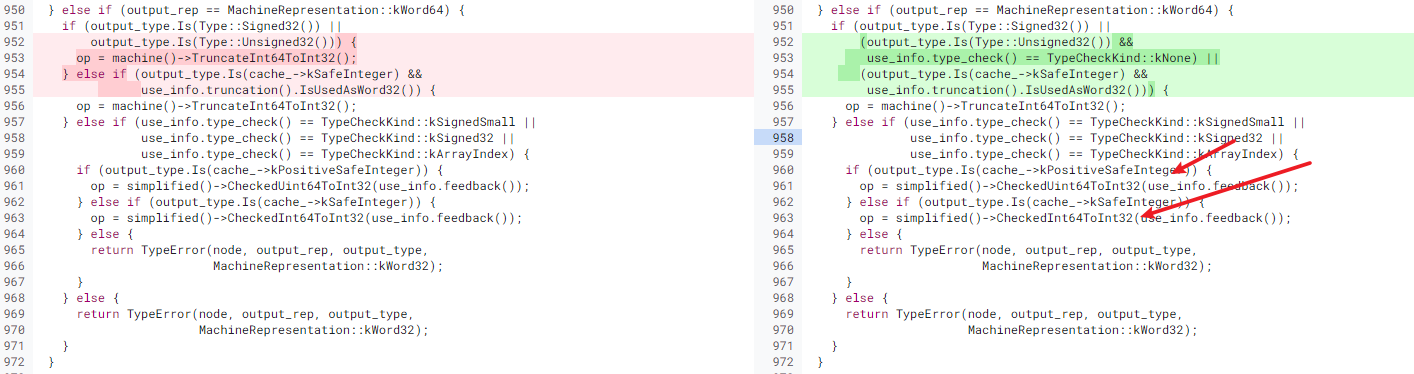 950 } else if (output_rep == MachineRepresentation::kWord64) {
951 if (output_type.Is(Type::Signed32()) ||
952 output_type.Is(Type::Unsigned32())) {
953 op = machine()->TruncateInt64ToInt32();
954 } else if (output_type.Is(cache_->kSafeInteger) &&
955 use_info.truncation().IsUsedAsWord32()) {
956 op = machine()->TruncateInt64ToInt32();
957 } else if (use_info.type_check() == TypeCheckKind::kSignedSmall ||
958 use_info.type_check() == TypeCheckKind::kSigned32 ||
959 use_info.type_check() == TypeCheckKind::kArrayIndex) {
960 if (output_type.Is(cache_->kPositiveSafeInteger)) {
961 op = simplified()->CheckedUint64ToInt32(use_info.feedback());
962 } else if (output_type.Is(cache_->kSafeInteger)) {
963 op = simplified()->CheckedInt64ToInt32(use_info.feedback());
964 } else {
965 return TypeError(node, output_rep, output_type,
966 MachineRepresentation::kWord32);
967 }
968 } else {
969 return TypeError(node, output_rep, output_type,
970 MachineRepresentation::kWord32);
971 }
972 }
950 } else if (output_rep == MachineRepresentation::kWord64) {
951 if (output_type.Is(Type::Signed32()) ||
952 (output_type.Is(Type::Unsigned32()) &&
953 use_info.type_check() == TypeCheckKind::kNone) ||
954 (output_type.Is(cache_->kSafeInteger) &&
955 use_info.truncation().IsUsedAsWord32())) {
956 op = machine()->TruncateInt64ToInt32();
957 } else if (use_info.type_check() == TypeCheckKind::kSignedSmall ||
958 use_info.type_check() == TypeCheckKind::kSigned32 ||
959 use_info.type_check() == TypeCheckKind::kArrayIndex) {
960 if (output_type.Is(cache_->kPositiveSafeInteger)) {
961 op = simplified()->CheckedUint64ToInt32(use_info.feedback());
962 } else if (output_type.Is(cache_->kSafeInteger)) {
963 op = simplified()->CheckedInt64ToInt32(use_info.feedback());
964 } else {
965 return TypeError(node, output_rep, output_type,
966 MachineRepresentation::kWord32);
967 }
968 } else {
969 return TypeError(node, output_rep, output_type,
970 MachineRepresentation::kWord32);
971 }
972 }